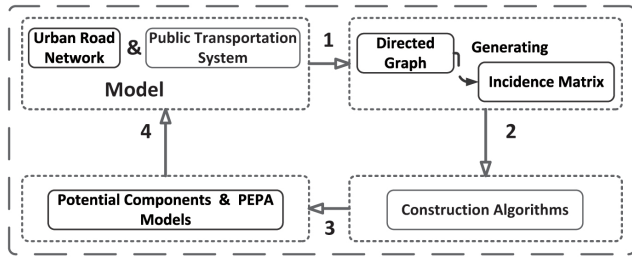 Urban Road Network
&
Public Transportation System
Model
1
Directed Graph
Generating
Incidence Matrix
2
Construction Algorithms
3
Potential Components & PEPA Models
4